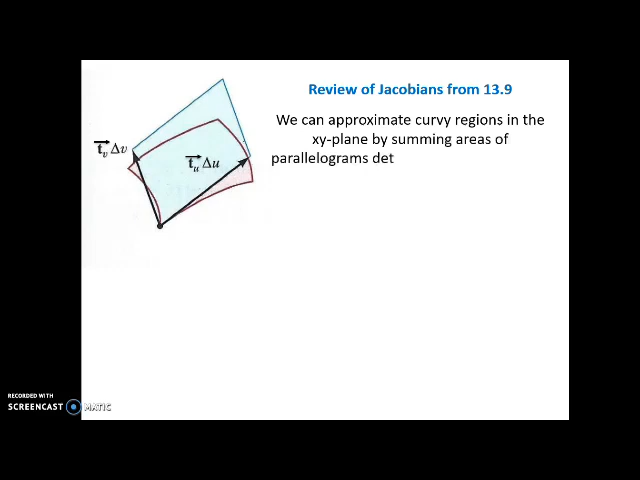 Review of Jacobians from 13.9
We can approximate curvy regions in the
xy-plane by summing areas of
parallelograms det
t_v Δv
t_u Δu
RECORDED WITH
SCREENCAST MATIC